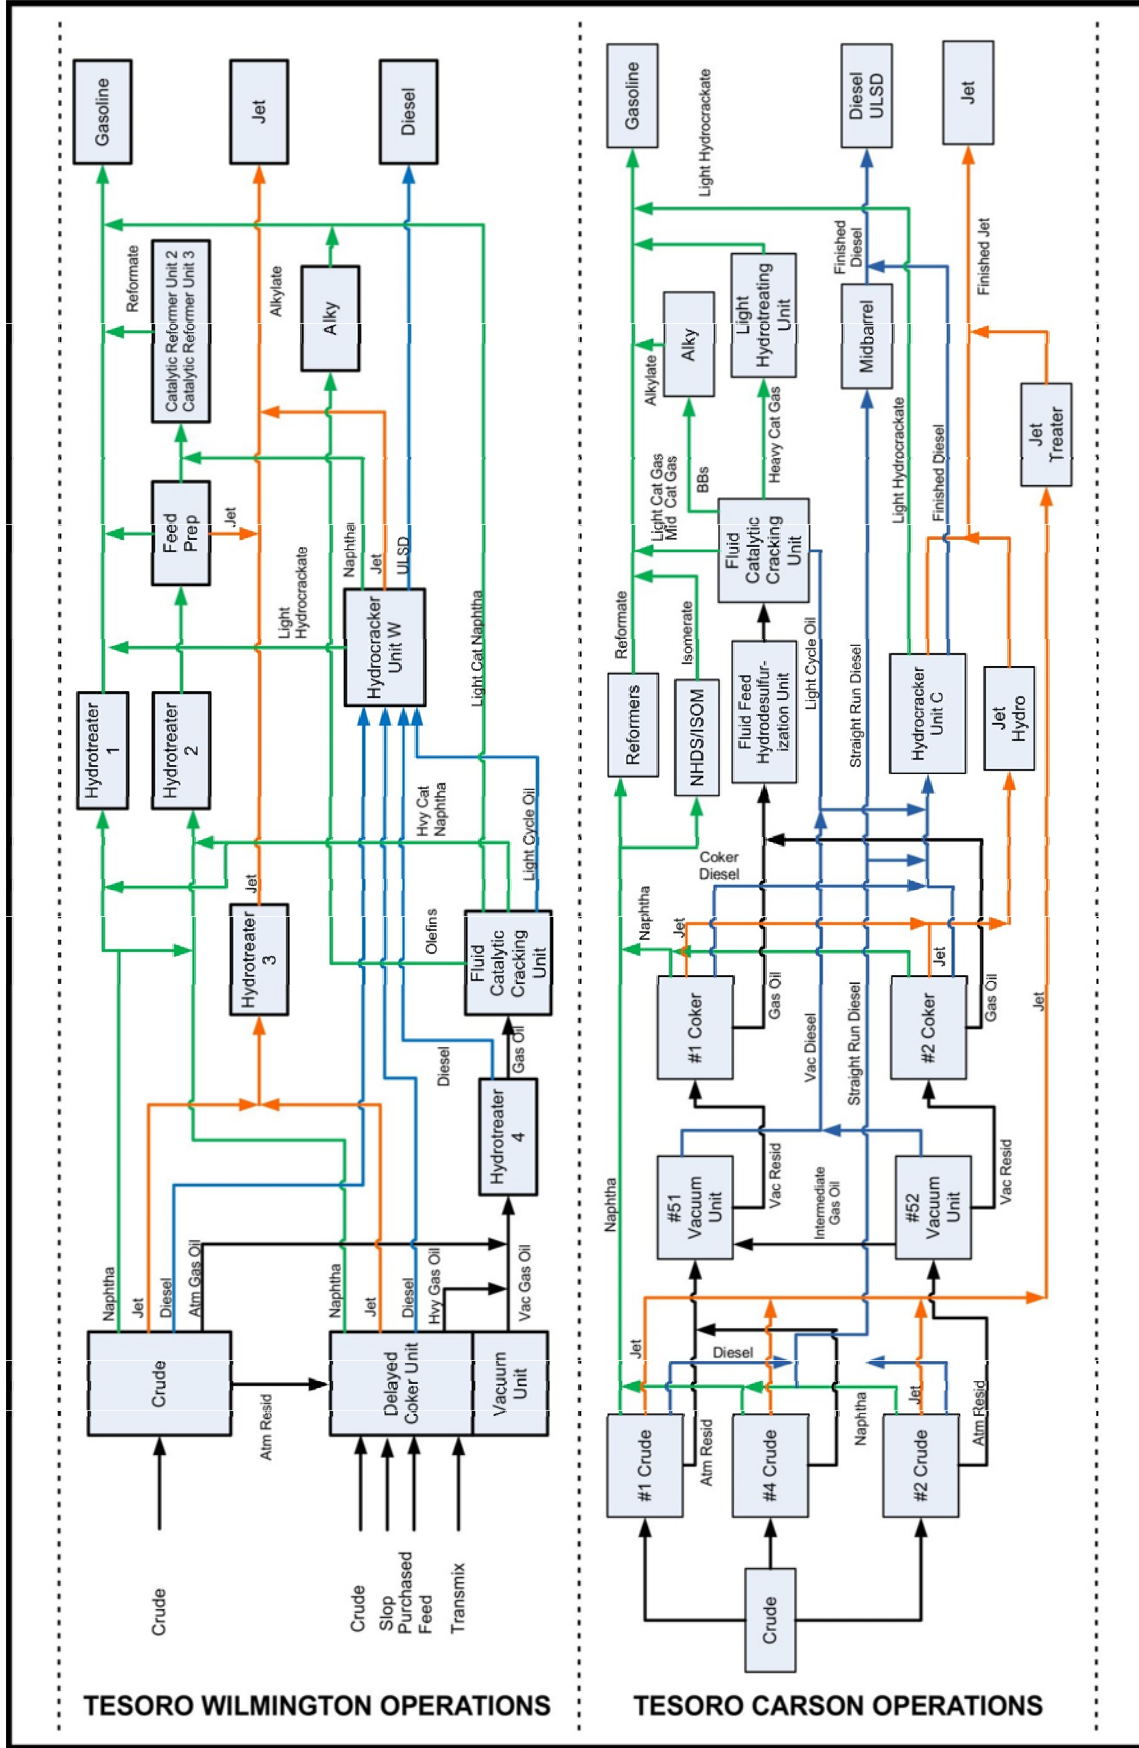 TESORO WILMINGTON OPERATIONS
Crude
Crude
Slop
Purchased
Feed
Transmix
Crude
Atm Resid
Delayed
Coker Unit
Vacuum
Unit
Naphtha
Jet
Diesel
Atm Gas Oil
Naphtha
Jet
Diesel
Hvy Gas Oil
Vac Gas Oil
Hydrotreater
4
Gas Oil
Diesel
Hydrotreater
3
Jet
Fluid
Catalytic
Cracking
Unit
Olefins
Light Cycle Oil
Hvy Cat
Naphtha
Light Cat Naphtha
Hydrotreater
1
Hydrotreater
2
Hydrocracker
Unit W
Light
Hydrocrackate
Naphtha
Jet
ULSD
Feed
Prep
Jet
Catalytic Reformer Unit 2
Catalytic Reformer Unit 3
Reformate
Alky
Alkylate
Gasoline
Jet
Diesel
TESORO CARSON OPERATIONS
Crude
#1 Crude
#4 Crude
#2 Crude
Jet
Diesel
Atm Resid
Naphtha
Jet
Atm Resid
Naphtha
#51
Vacuum
Unit
#52
Vacuum
Unit
Intermediate
Gas Oil
Vac Resid
Vac Resid
Vac Diesel
Straight Run Diesel
Jet
#1 Coker
#2 Coker
Naphtha
Jet
Coker
Diesel
Gas Oil
Jet
Gas Oil
Reformers
NHDS/ISOM
Fluid Feed
Hydrodesulfur-
ization Unit
Reformate
Isomerate
Light Cycle Oil
Straight Run Diesel
Hydrocracker
Unit C
Jet
Hydro
Fluid
Catalytic
Cracking
Unit
Light Cat Gas
Mid Cat Gas
BBs
Heavy Cat Gas
Light Hydrocrackate
Finished Diesel
Jet
Treater
Alky
Alkylate
Light
Hydrotreating
Unit
Midbarrel
Finished
Diesel
Finished Jet
Light Hydrocrackate
Gasoline
Diesel
ULSD
Jet